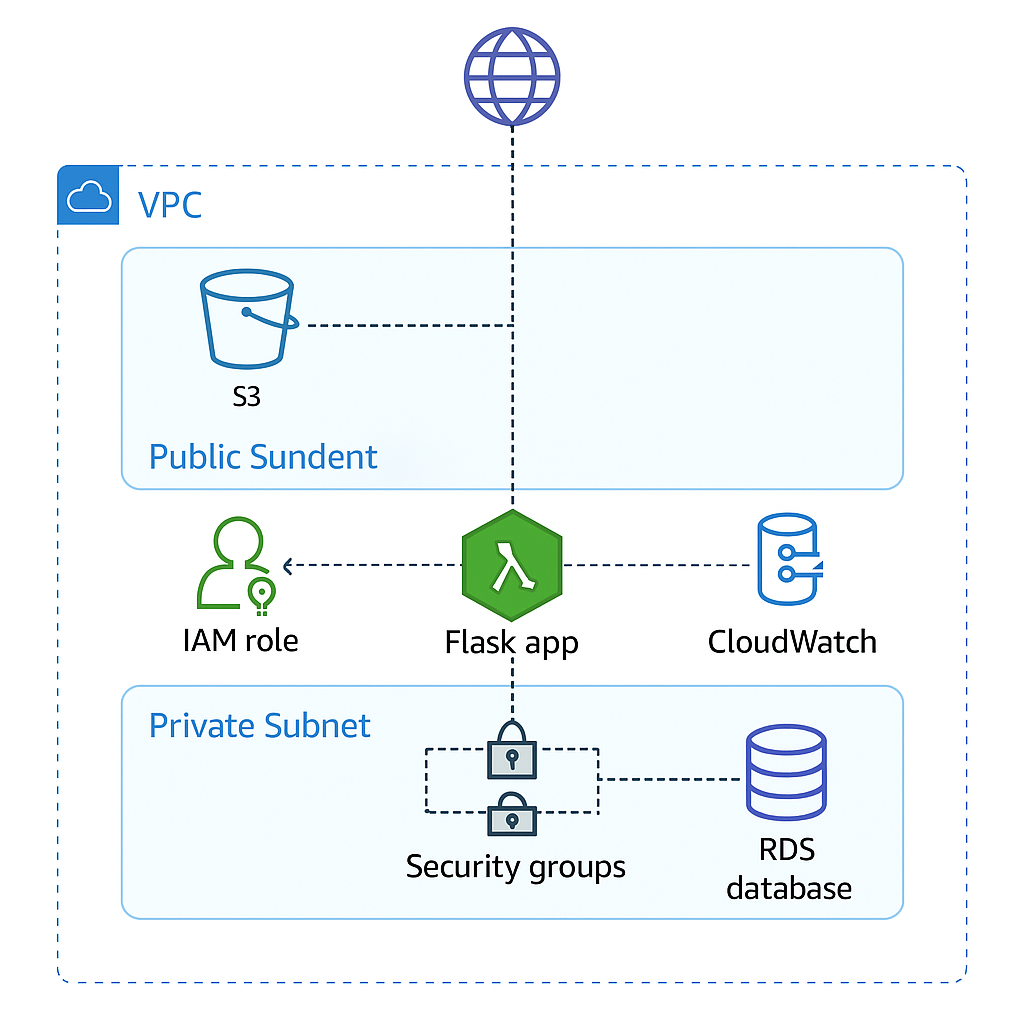 VPC
S3
Public Sundent
IAM role
Flask app
CloudWatch
Private Subnet
Security groups
RDS
database